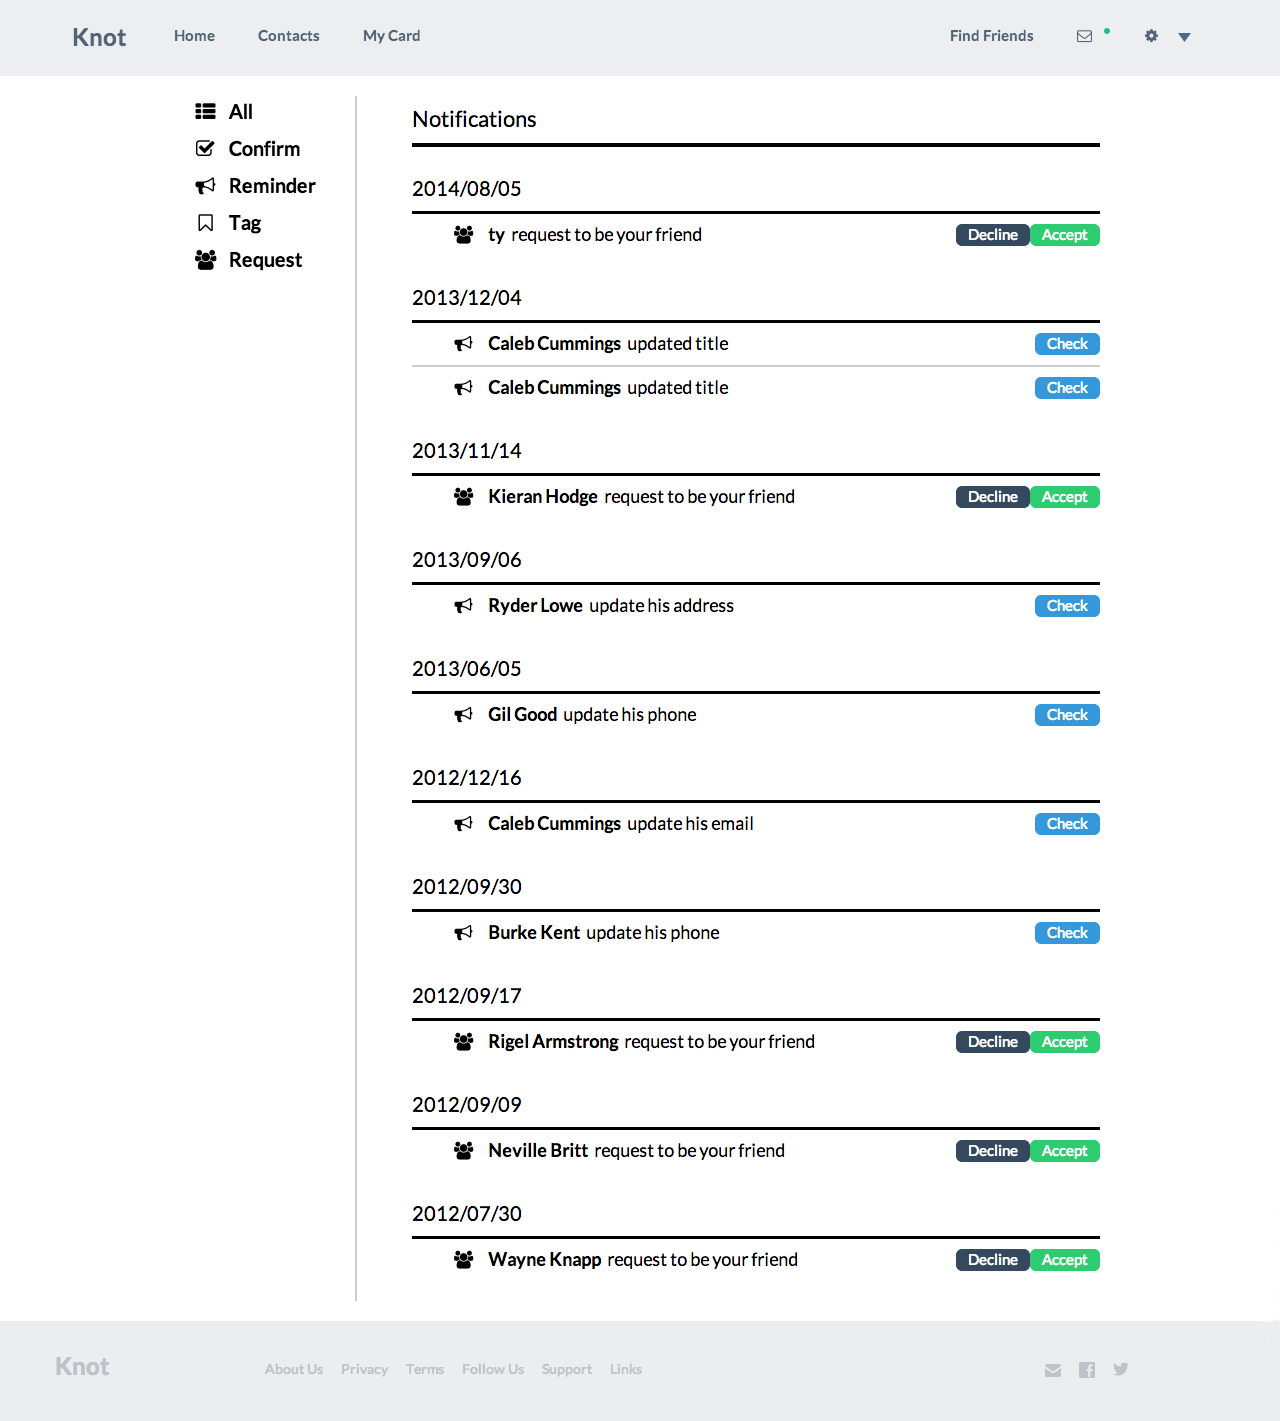 Knot Home Contacts My Card Find Friends
All
Confirm
Reminder
Tag
Request
Notifications
2014/08/05
ty request to be your friend Decline Accept
2013/12/04
Caleb Cummings updated title Check
Caleb Cummings updated title Check
2013/11/14
Kieran Hodge request to be your friend Decline Accept
2013/09/06
Ryder Lowe update his address Check
2013/06/05
Gil Good update his phone Check
2012/12/16
Caleb Cummings update his email Check
2012/09/30
Burke Kent update his phone Check
2012/09/17
Rigel Armstrong request to be your friend Decline Accept
2012/09/09
Neville Britt request to be your friend Decline Accept
2012/07/30
Wayne Knapp request to be your friend Decline Accept
Knot About Us Privacy Terms Follow Us Support Links